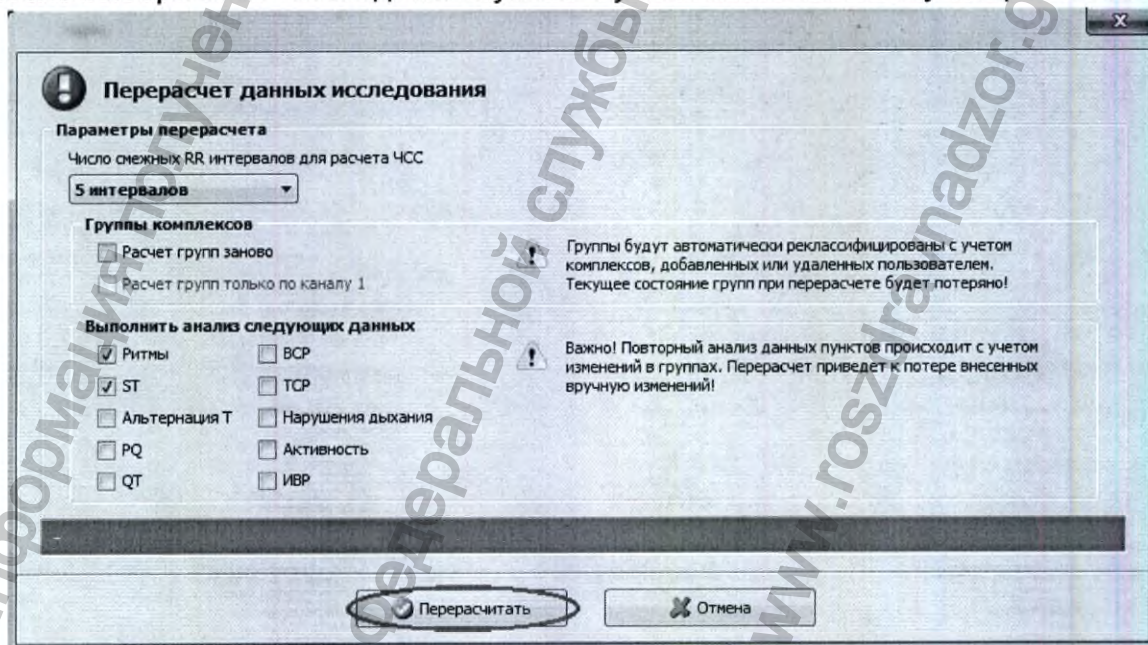 X
Перерасчет данных исследования
Параметры перерасчета
Число смежных RR интервалов для расчета ЧСС
5 интервалов
Группы комплексов
Расчет групп заново
Расчет групп только по каналу 1
Группы будут автоматически реклассифицированы с учетом
комплексов, добавленных или удаленных пользователем.
Текущее состояние групп при перерасчете будет потеряно!
Выполнить анализ следующих данных
Ритмы
ВСР
ST
ТСР
Альтернация Т
Нарушения дыхания
PQ
Активность
QT
ИВР
Важно! Повторный анализ данных пунктов происходит с учетом
изменений в группах. Перерасчет приведет к потере внесенных
вручную изменений!
Перерасчитать
Отмена
www.roszdravnadzor.g